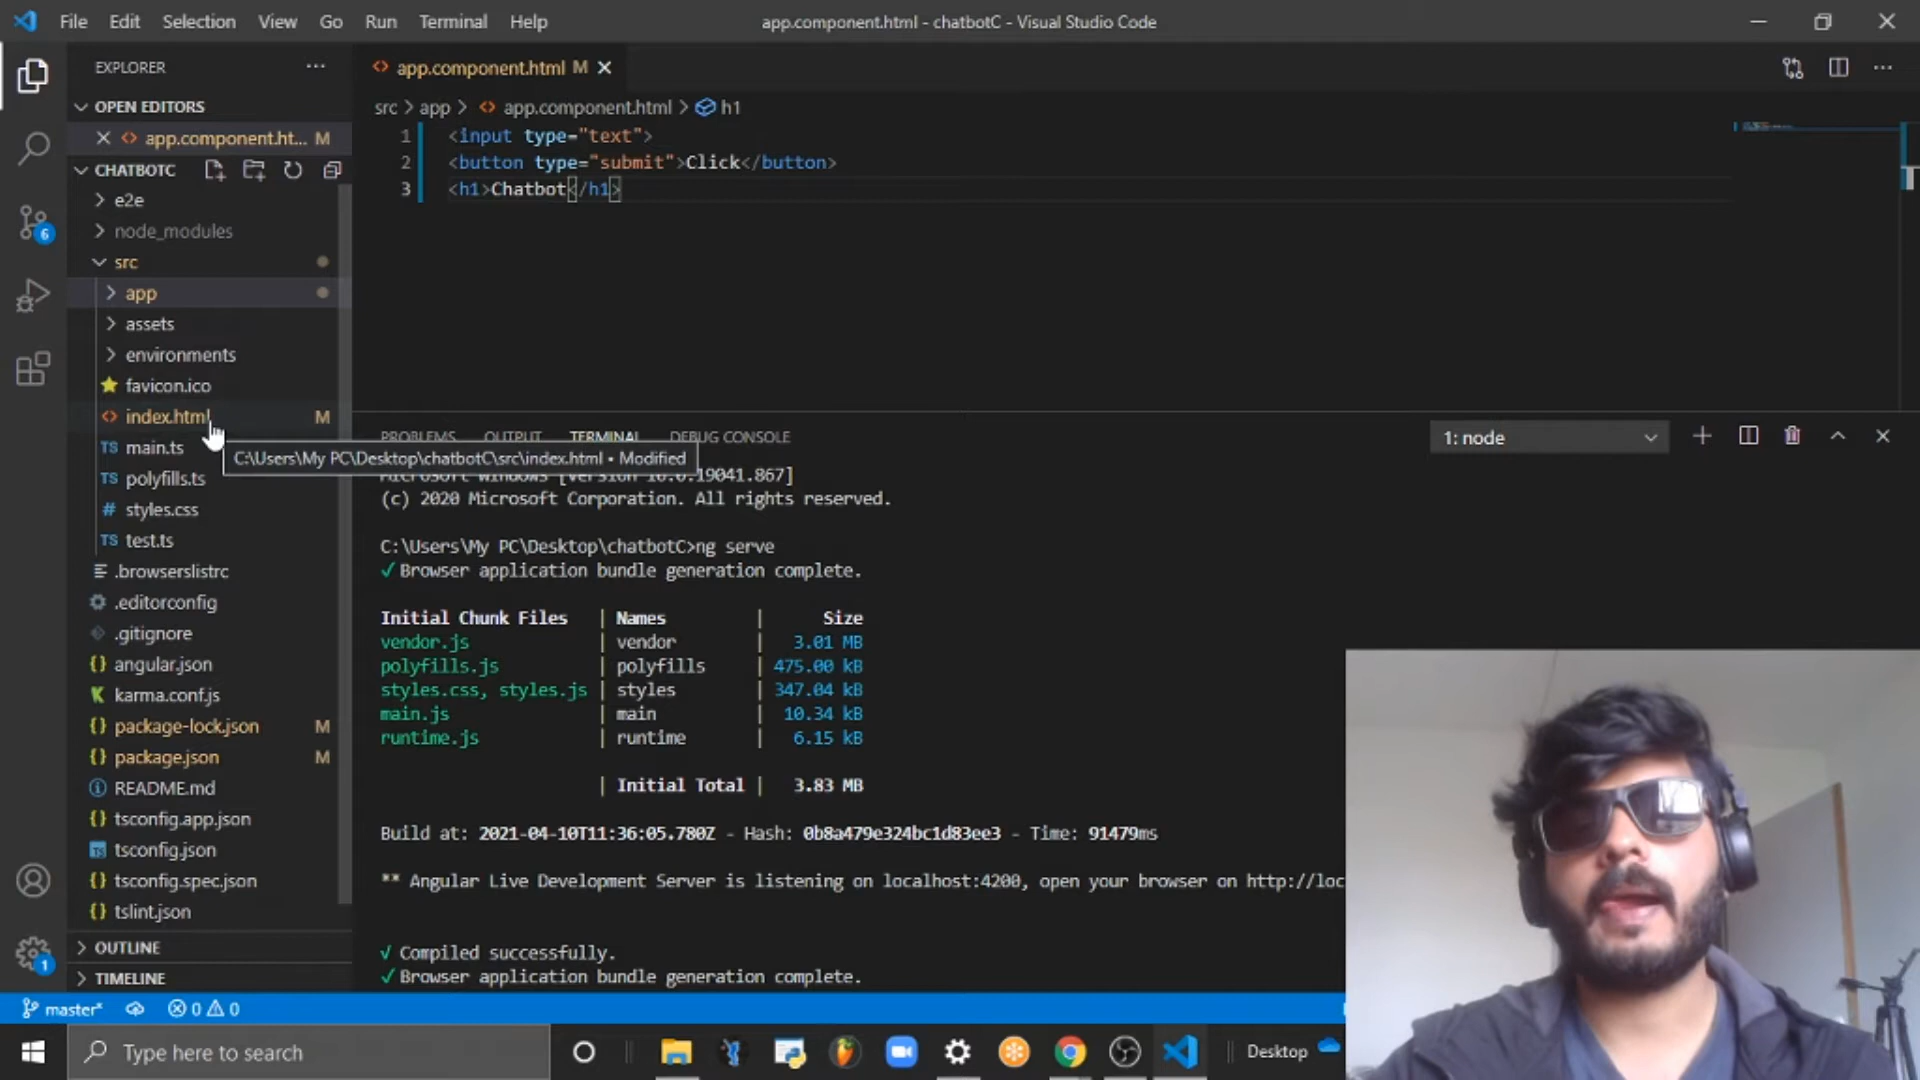 File Edit Selection View Go Run Terminal Help
app.component.html - chatbotC - Visual Studio Code
EXPLORER
OPEN EDITORS
app.component.ht... M
CHATBOTC
e2e
node_modules
src
app
assets
environments
favicon.ico
index.html M
main.ts
polyfills.ts
styles.css
test.ts
.browserslistrc
.editorconfig
.gitignore
angular.json
karma.conf.js
package-lock.json M
package.json M
README.md
tsconfig.app.json
tsconfig.json
tsconfig.spec.json
tslint.json
OUTLINE
TIMELINE
app.component.html M
src > app > app.component.html > h1
1 <input type="text">
2 <button type="submit">Click</button>
3 <h1>Chatbot</h1>
PROBLEMS OUTPUT TERMINAL DEBUG CONSOLE
1: node
C:\Users\My PC\Desktop\chatbotC\src\index.html • Modified
Microsoft Windows [Version 10.0.19041.867]
(c) 2020 Microsoft Corporation. All rights reserved.
C:\Users\My PC\Desktop\chatbotC>ng serve
✓ Browser application bundle generation complete.
Initial Chunk Files | Names | Size
vendor.js | vendor | 3.01 MB
polyfills.js | polyfills | 475.00 kB
styles.css, styles.js | styles | 347.04 kB
main.js | main | 10.34 kB
runtime.js | runtime | 6.15 kB
| Initial Total | 3.83 MB
Build at: 2021-04-10T11:36:05.780Z - Hash: 0b8a479e324bc1d83ee3 - Time: 91479ms
** Angular Live Development Server is listening on localhost:4200, open your browser on http://loc
√ Compiled successfully.
✓ Browser application bundle generation complete.
6
1
master* 0 0
Type here to search
Desktop